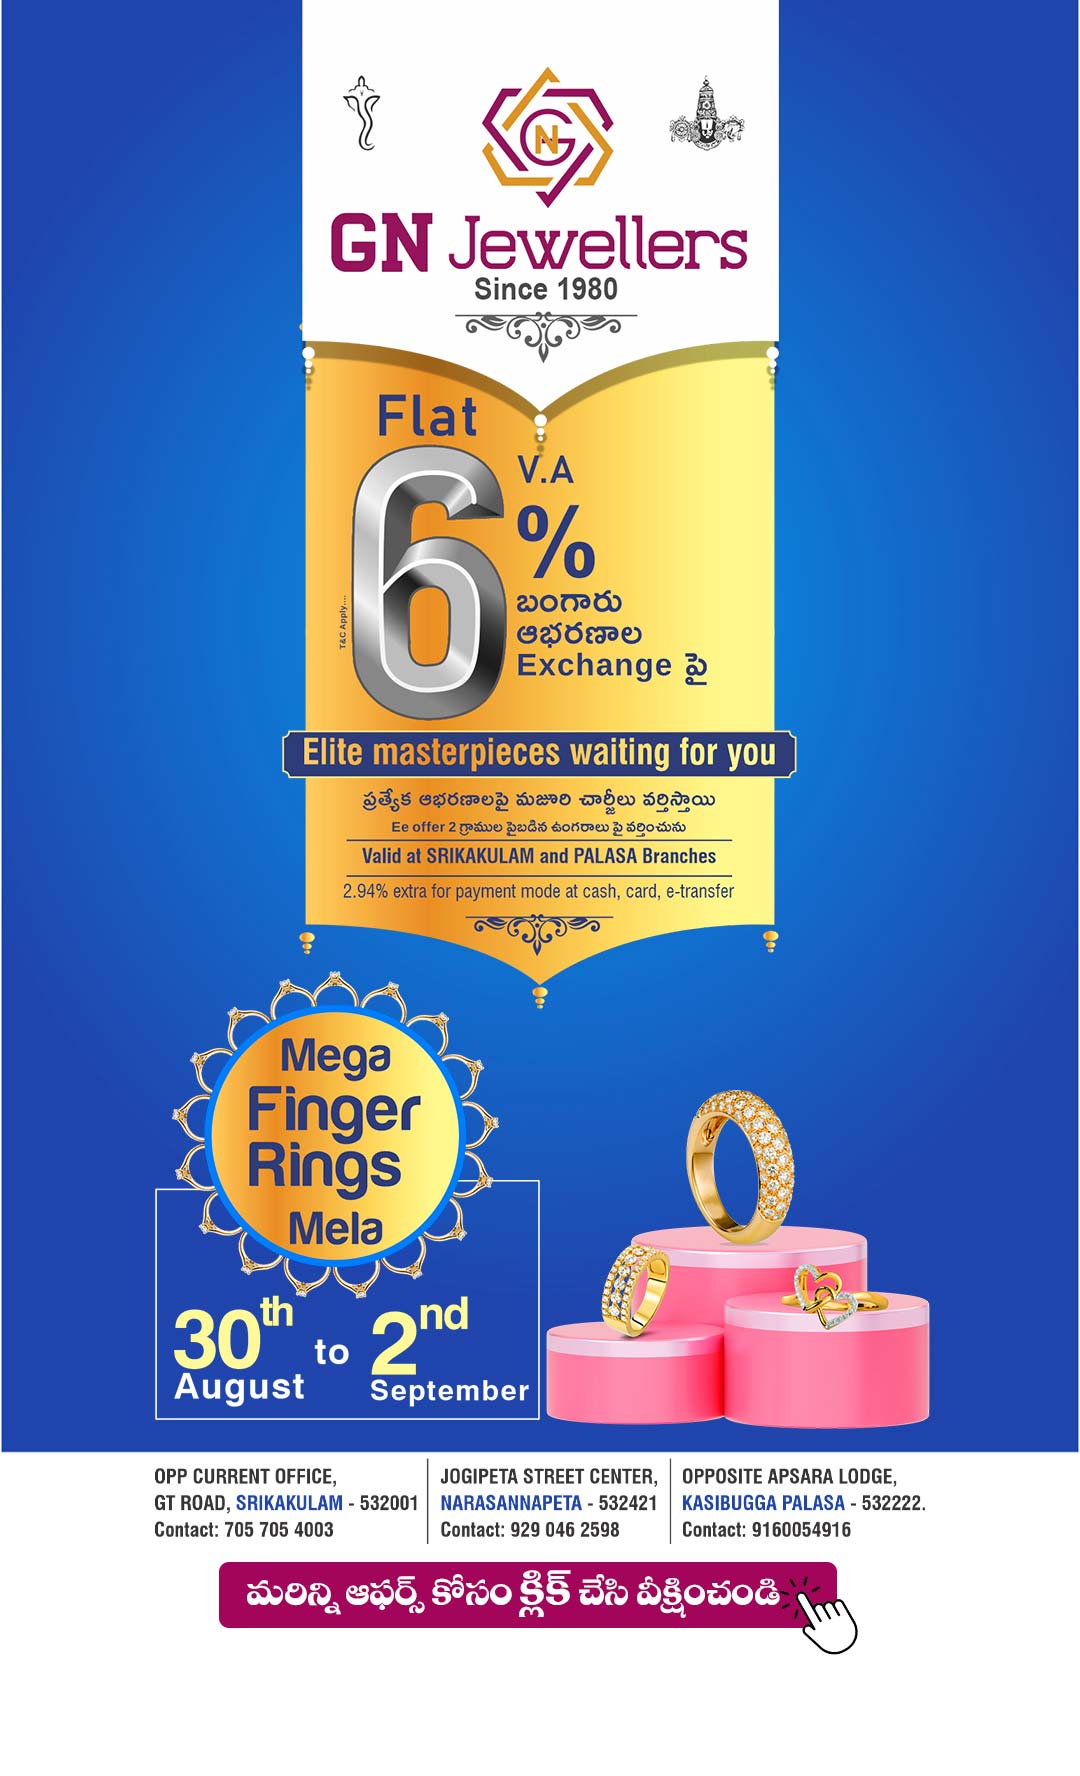 GN
GN Jewellers
Since 1980
Flat
6
V.A
%
బంగారు
ఆభరణాల
Exchange పై
T&C Apply....
Elite masterpieces waiting for you
ప్రత్యేక ఆభరణాలపై మజూరి చార్జీలు వర్తిస్తాయి
Ee offer 2 గ్రాముల పైబడిన ఉంగరాలు పై వర్తించును
Valid at SRIKAKULAM and PALASA Branches
2.94% extra for payment mode at cash, card, e-transfer
Mega
Finger
Rings
Mela
30th to 2nd
August September
OPP CURRENT OFFICE,
GT ROAD, SRIKAKULAM - 532001
Contact: 705 705 4003
JOGIPETA STREET CENTER,
NARASANNAPETA - 532421
Contact: 929 046 2598
OPPOSITE APSARA LODGE,
KASIBUGGA PALASA - 532222.
Contact: 9160054916
మరిన్ని ఆఫర్స్ కోసం క్లిక్ చేసి వీక్షించండి